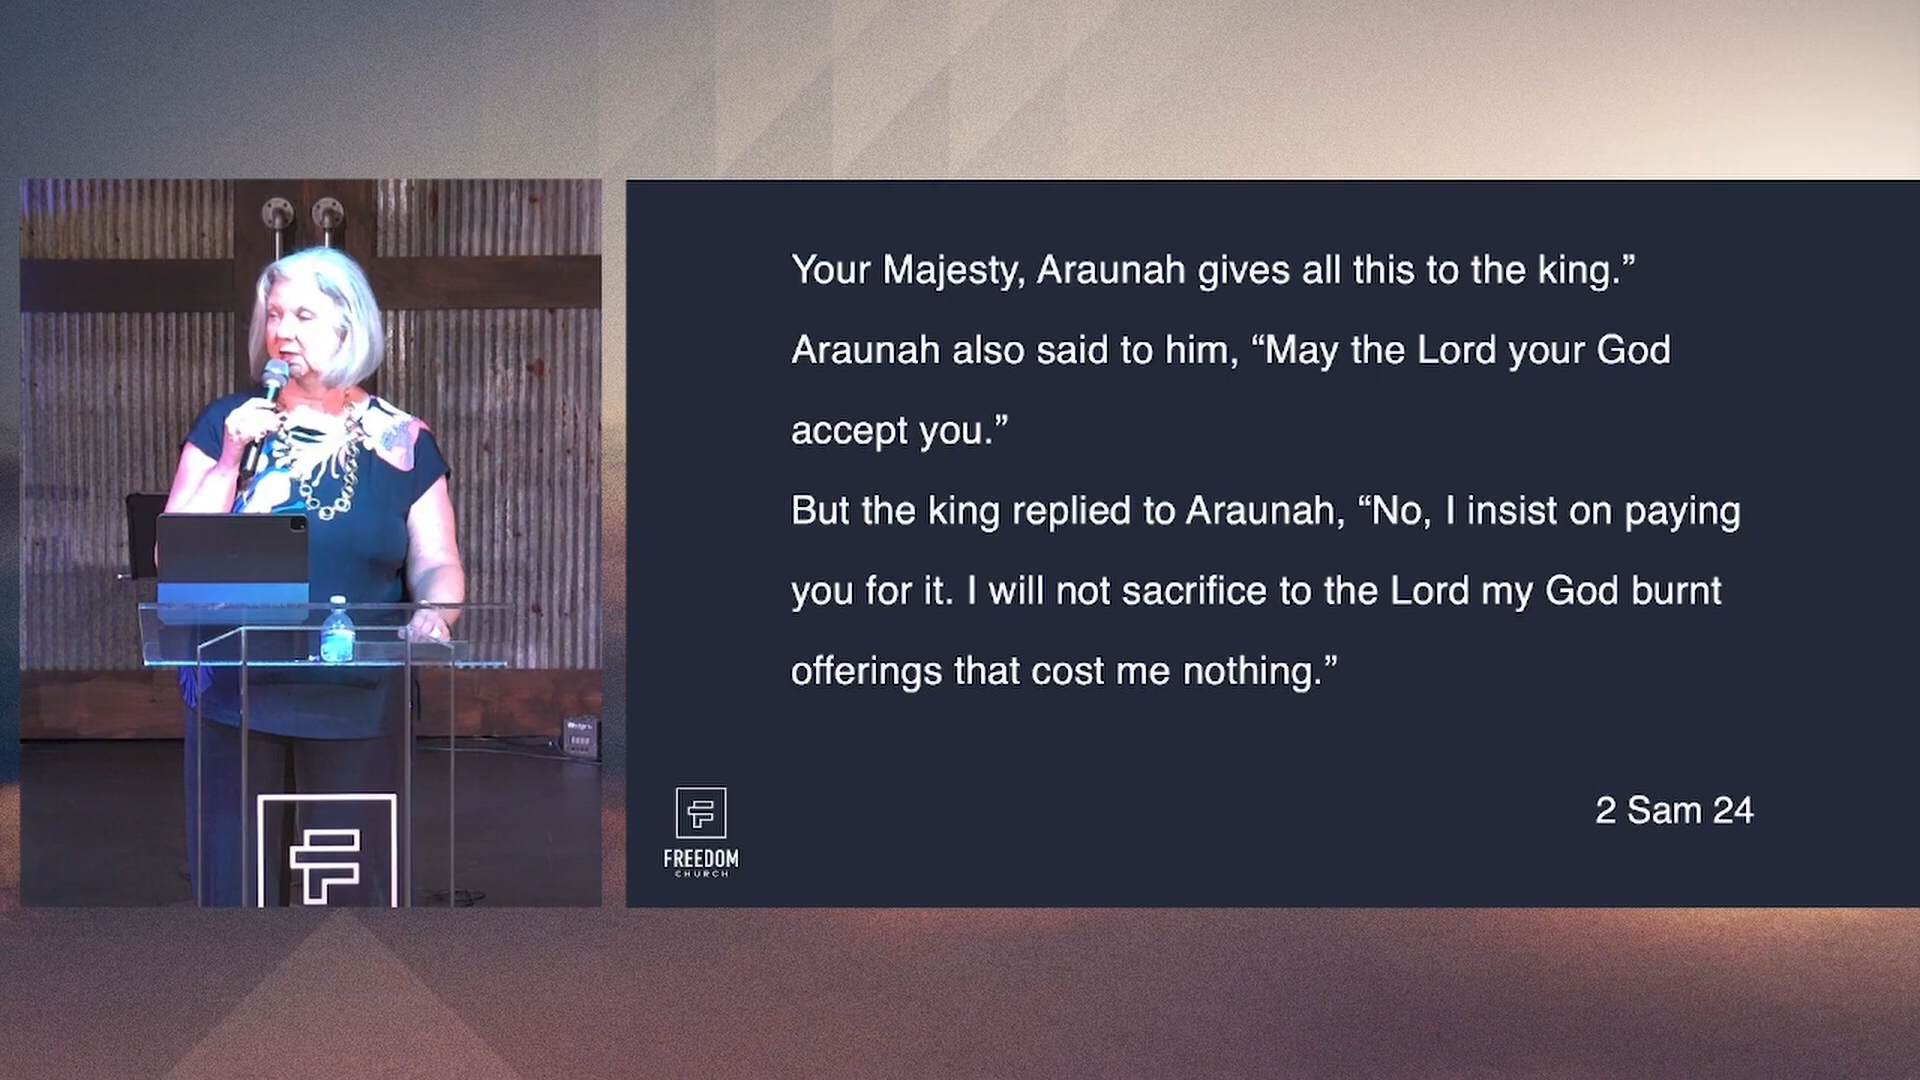 Your Majesty, Araunah gives all this to the king.”
Araunah also said to him, “May the Lord your God
accept you.”
But the king replied to Araunah, “No, I insist on paying
you for it. I will not sacrifice to the Lord my God burnt
offerings that cost me nothing.”
2 Sam 24
FREEDOM
CHURCH